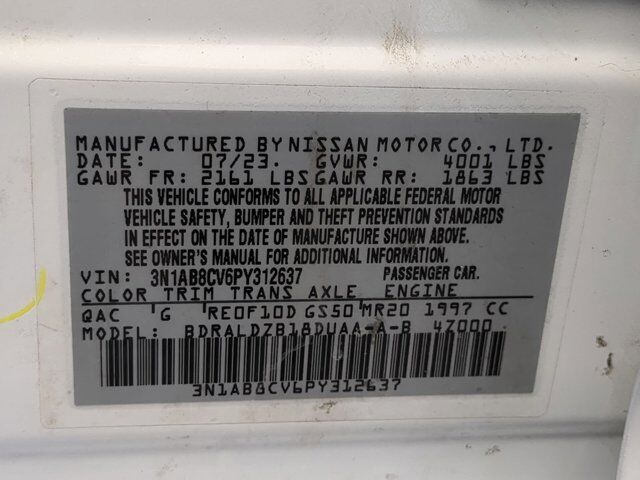 MANUFACTURED BY NISSAN MOTOR CO., LTD.
DATE: 07/23. GVWR: 4001 LBS
GAWR FR: 2161 LBS GAWR RR: 1863 LBS
THIS VEHICLE CONFORMS TO ALL APPLICABLE FEDERAL MOTOR
VEHICLE SAFETY, BUMPER AND THEFT PREVENTION STANDARDS
IN EFFECT ON THE DATE OF MANUFACTURE SHOWN ABOVE.
SEE OWNER'S MANUAL FOR ADDITIONAL INFORMATION.
VIN: 3N1AB8CV6PY312637 PASSENGER CAR.
COLOR TRIM TRANS AXLE ENGINE
QAC G RE0F10D GS50 MR20 1997 CC
MODEL: BDRALDZB18DUAA-A-B 47000
3N1AB8CV6PY312637